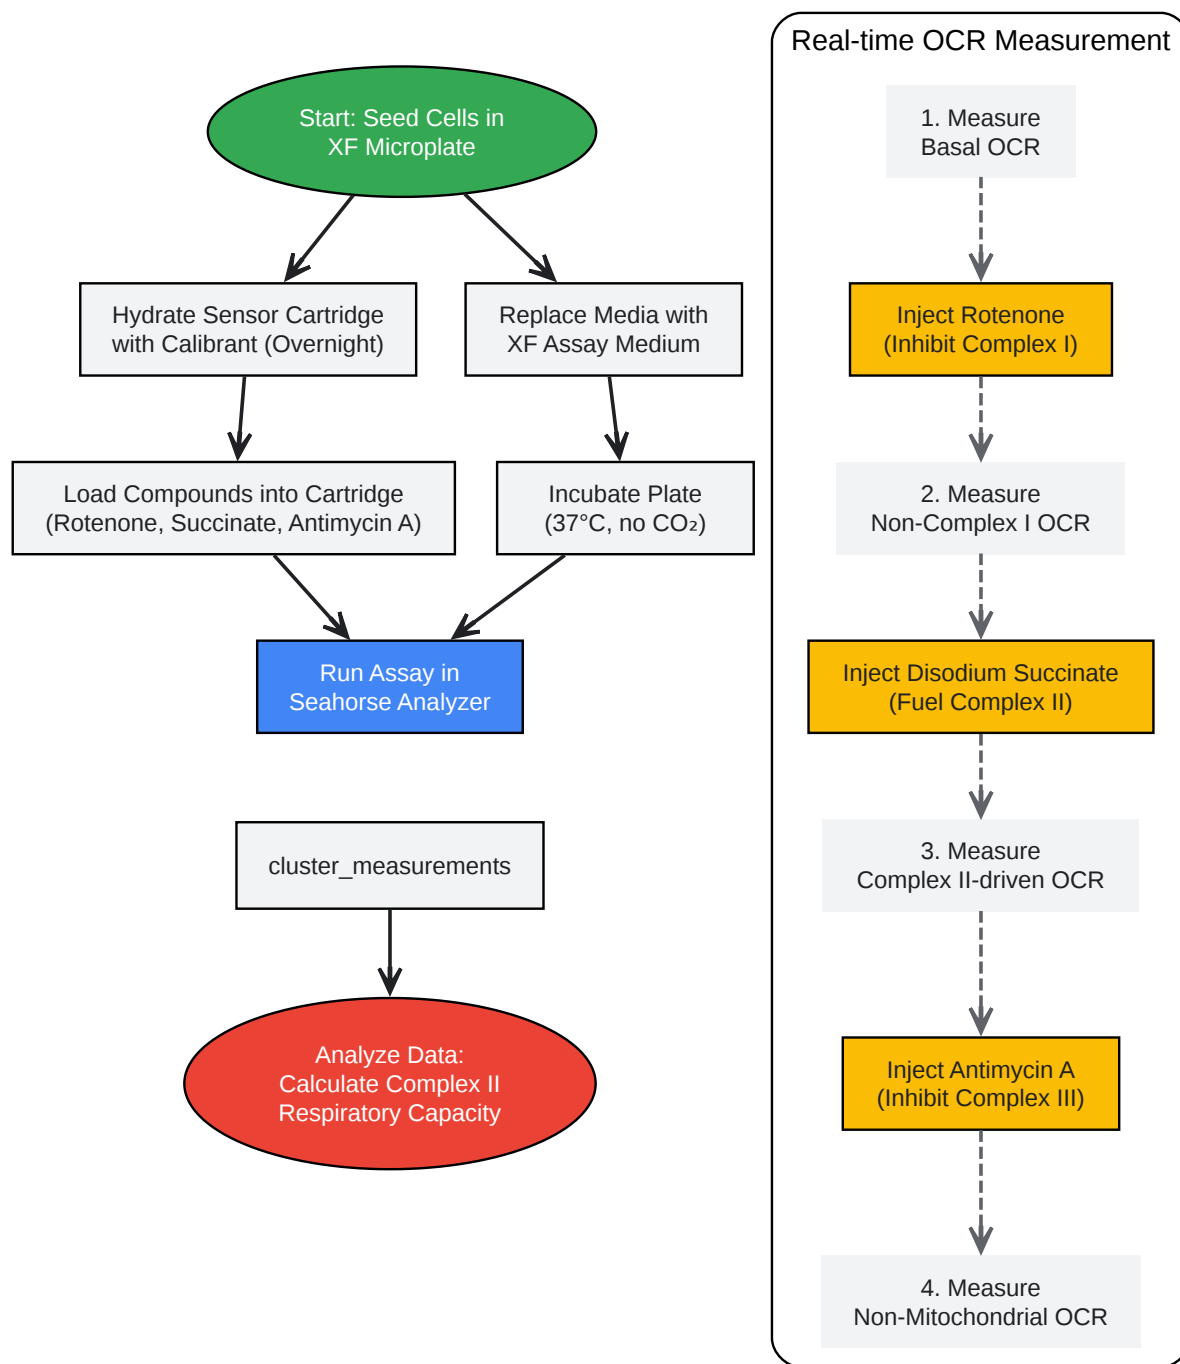 Start: Seed Cells in
XF Microplate
Hydrate Sensor Cartridge
with Calibrant (Overnight)
Replace Media with
XF Assay Medium
Load Compounds into Cartridge
(Rotenone, Succinate, Antimycin A)
Incubate Plate
(37°C, no CO₂)
Run Assay in
Seahorse Analyzer
cluster_measurements
Analyze Data:
Calculate Complex II
Respiratory Capacity
Real-time OCR Measurement
1. Measure
Basal OCR
Inject Rotenone
(Inhibit Complex I)
2. Measure
Non-Complex I OCR
Inject Disodium Succinate
(Fuel Complex II)
3. Measure
Complex II-driven OCR
Inject Antimycin A
(Inhibit Complex III)
4. Measure
Non-Mitochondrial OCR